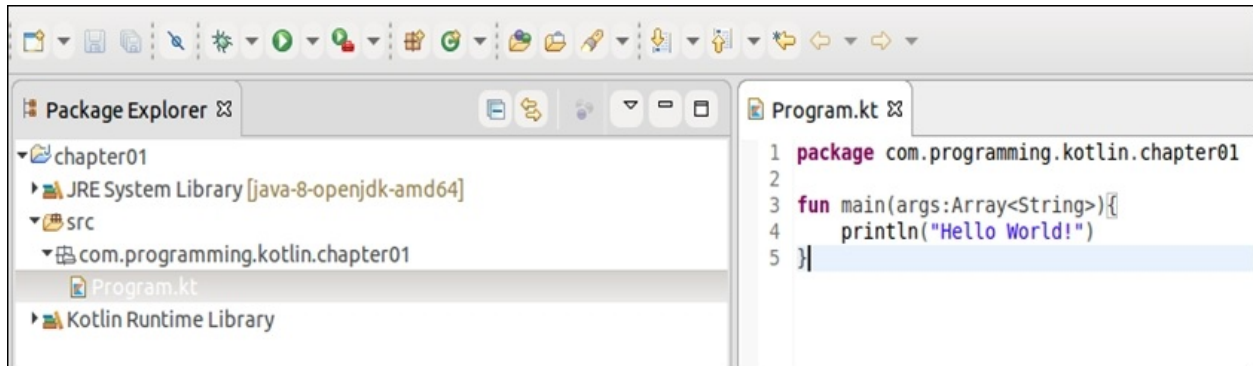 Package Explorer
chapter01
JRE System Library [java-8-openjdk-amd64]
src
com.programming.kotlin.chapter01
Program.kt
Kotlin Runtime Library
Program.kt
1 package com.programming.kotlin.chapter01
2
3 fun main(args:Array<String>){
4     println("Hello World!")
5 }